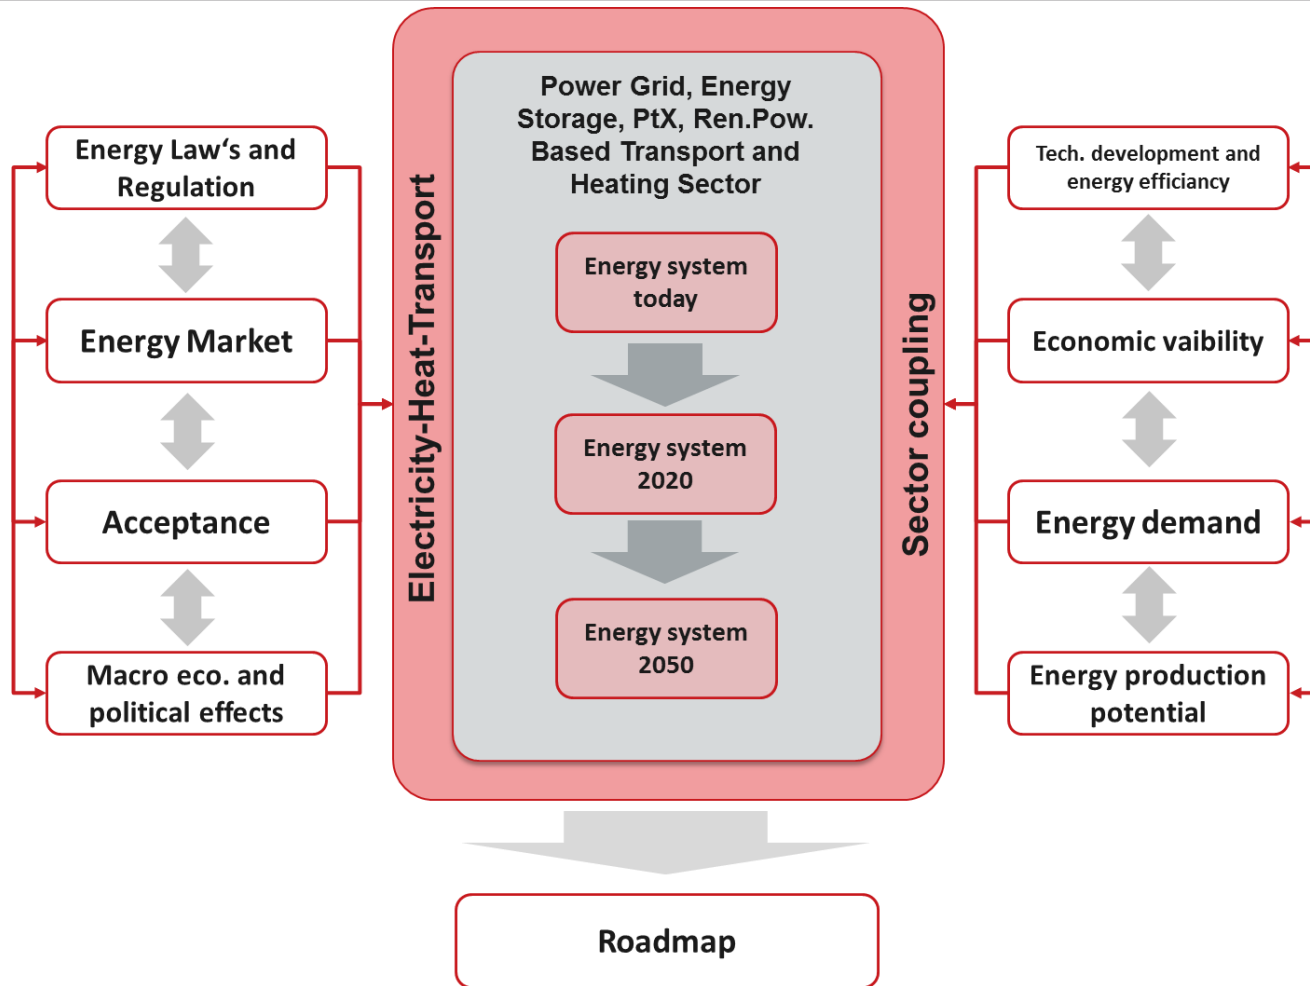 Energy Law‘s and
Regulation
Energy Market
Acceptance
Macro eco. and
political effects
Electricity-Heat-Transport
Power Grid, Energy
Storage, PtX, Ren.Pow.
Based Transport and
Heating Sector
Energy system
today
Energy system
2020
Energy system
2050
Sector coupling
Tech. development and
energy efficiancy
Economic vaibility
Energy demand
Energy production
potential
Roadmap